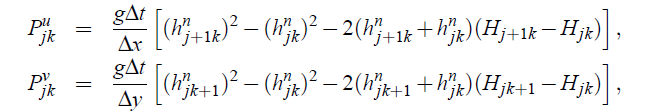 P^u_{jk} = \frac{g\Delta t}{\Delta x} \left[ (h^n_{j+1k})^2 - (h^n_{jk})^2 - 2(h^n_{j+1k} + h^n_{jk})(H_{j+1k} - H_{jk}) \right],
P^v_{jk} = \frac{g\Delta t}{\Delta y} \left[ (h^n_{jk+1})^2 - (h^n_{jk})^2 - 2(h^n_{jk+1} + h^n_{jk})(H_{jk+1} - H_{jk}) \right],